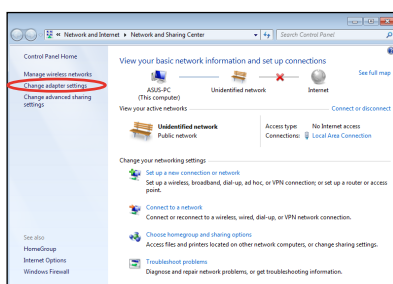 « Network and Internet ▸ Network and Sharing Center
Search Control Panel
Control Panel Home
Manage wireless networks
Change adapter settings
Change advanced sharing
settings
See also
HomeGroup
Internet Options
Windows Firewall
View your basic network information and set up connections
See full map
ASUS-PC
(This computer)
Unidentified network
Internet
View your active networks
Connect or disconnect
Unidentified network
Public network
Access type: No Internet access
Connections: Local Area Connection
Change your networking settings
Set up a new connection or network
Set up a wireless, broadband, dial-up, ad hoc, or VPN connection; or set up a router or access
point.
Connect to a network
Connect or reconnect to a wireless, wired, dial-up, or VPN network connection.
Choose homegroup and sharing options
Access files and printers located on other network computers, or change sharing settings.
Troubleshoot problems
Diagnose and repair network problems, or get troubleshooting information.